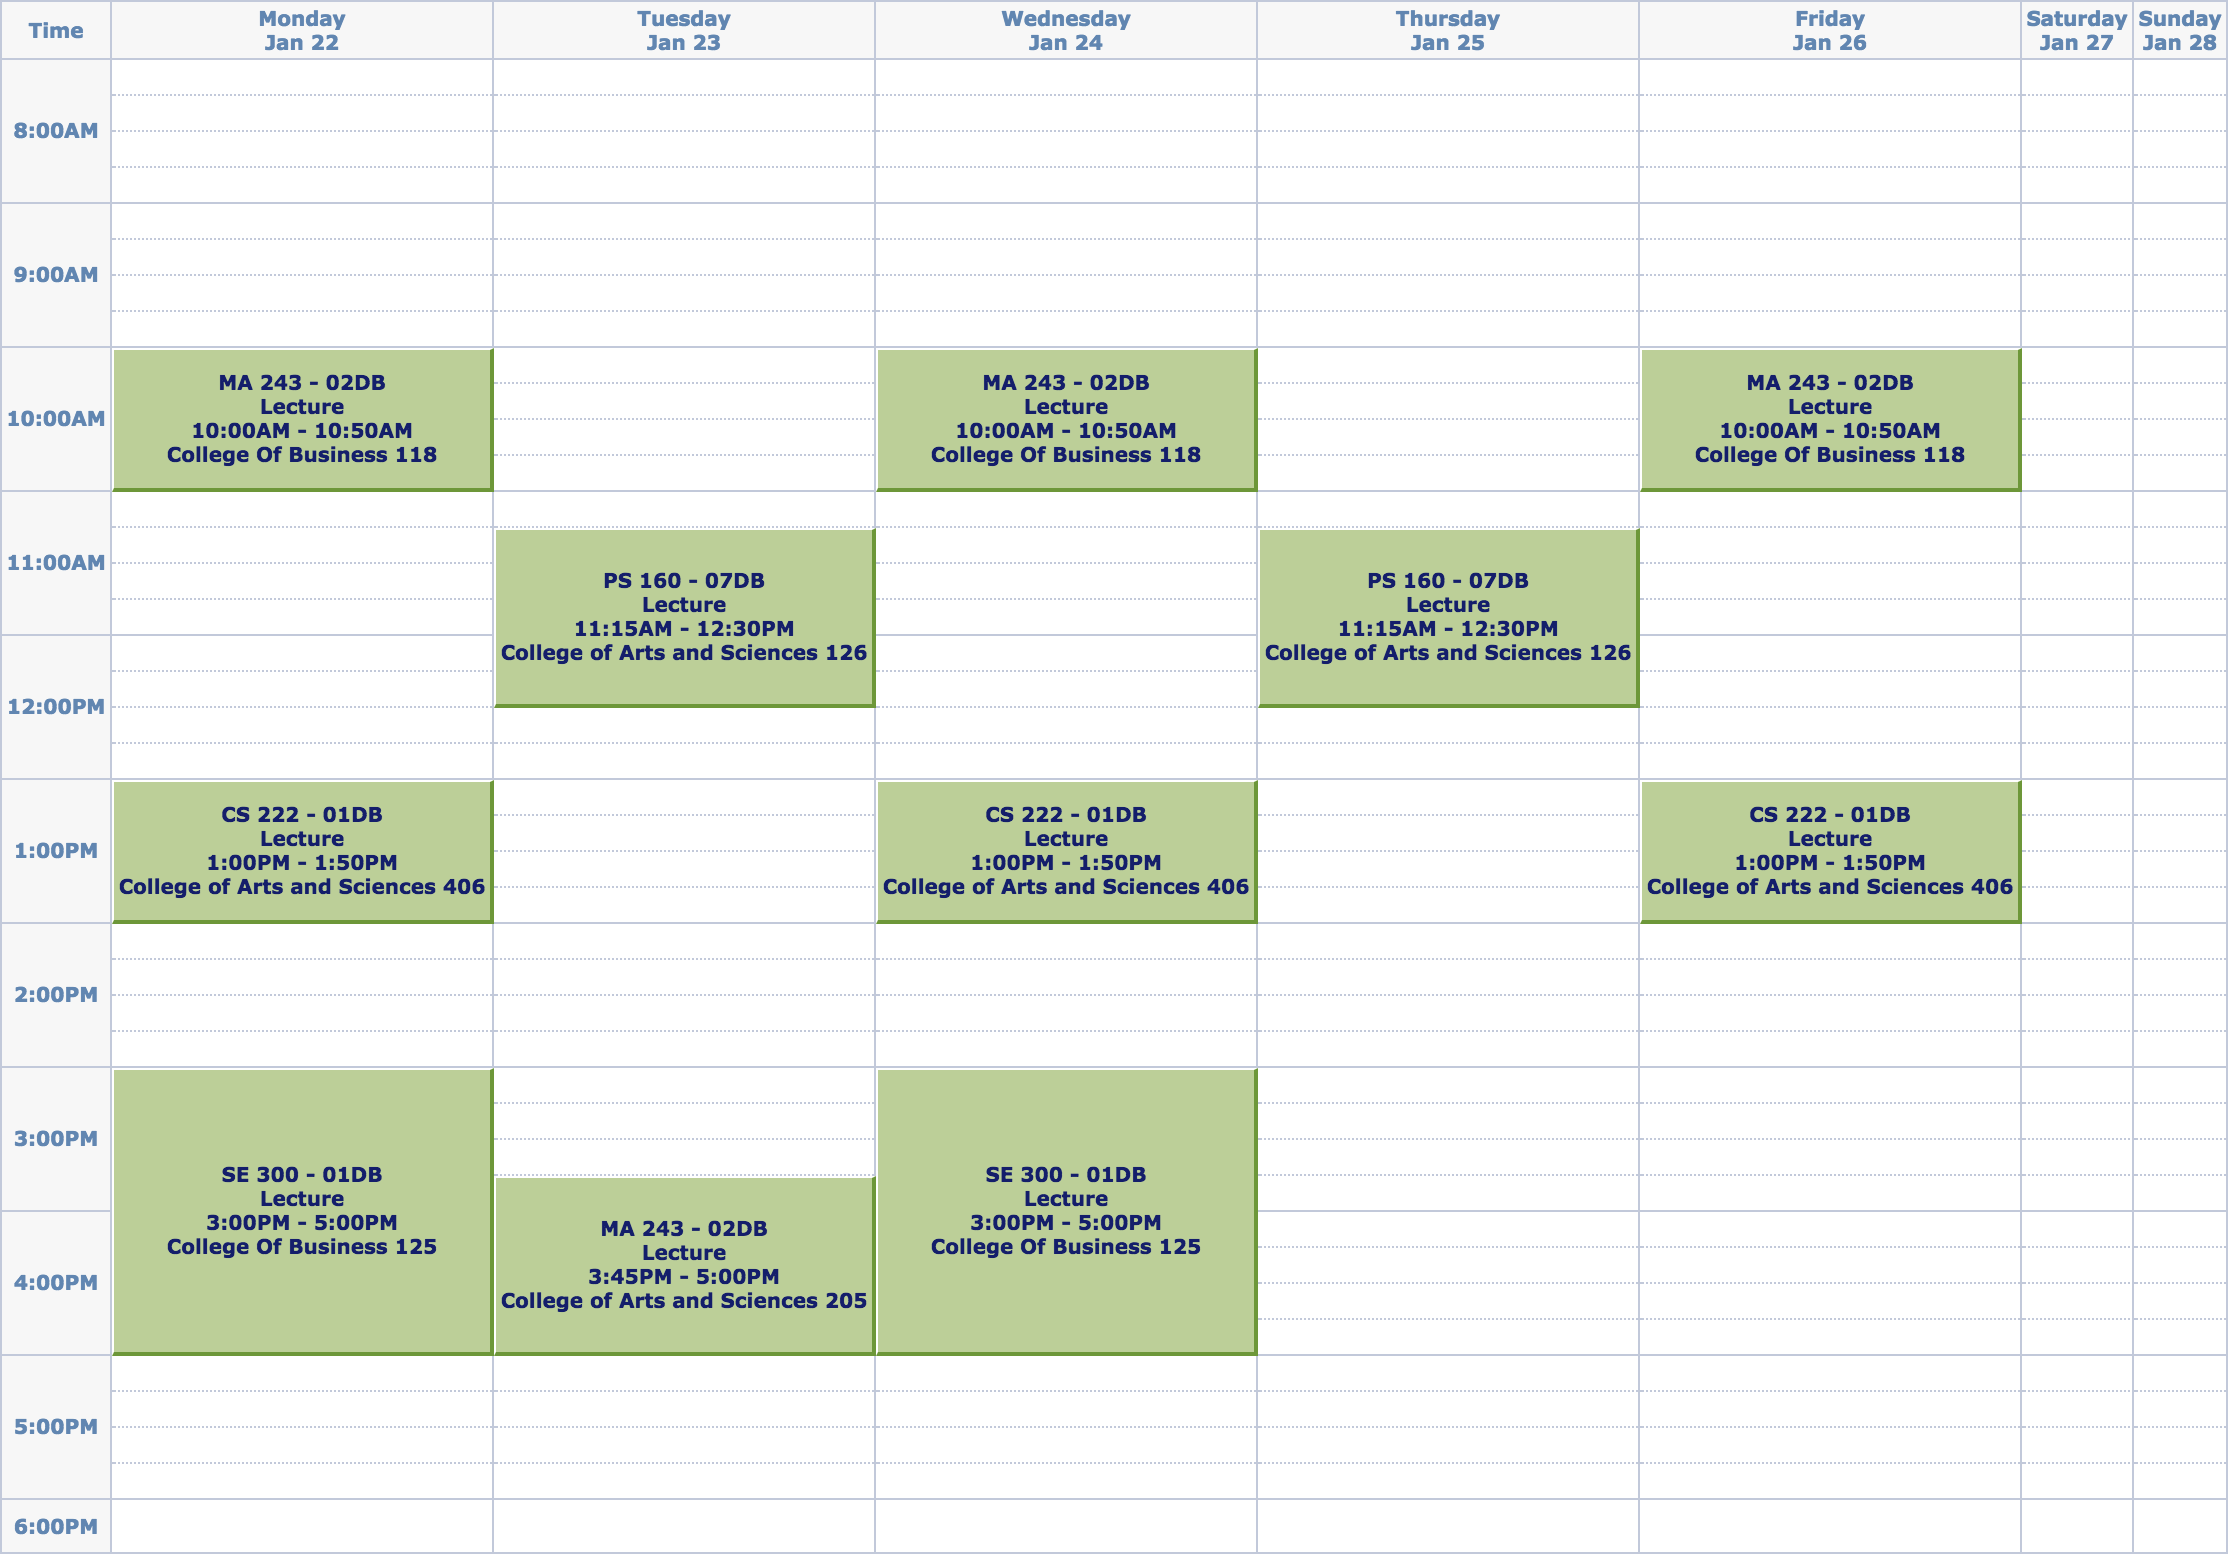 Time
Monday
Jan 22
Tuesday
Jan 23
Wednesday
Jan 24
Thursday
Jan 25
Friday
Jan 26
Saturday
Jan 27
Sunday
Jan 28
8:00AM
9:00AM
10:00AM
MA 243 - 02DB
Lecture
10:00AM - 10:50AM
College Of Business 118
MA 243 - 02DB
Lecture
10:00AM - 10:50AM
College Of Business 118
MA 243 - 02DB
Lecture
10:00AM - 10:50AM
College Of Business 118
11:00AM
PS 160 - 07DB
Lecture
11:15AM - 12:30PM
College of Arts and Sciences 126
PS 160 - 07DB
Lecture
11:15AM - 12:30PM
College of Arts and Sciences 126
12:00PM
1:00PM
CS 222 - 01DB
Lecture
1:00PM - 1:50PM
College of Arts and Sciences 406
CS 222 - 01DB
Lecture
1:00PM - 1:50PM
College of Arts and Sciences 406
CS 222 - 01DB
Lecture
1:00PM - 1:50PM
College of Arts and Sciences 406
2:00PM
3:00PM
SE 300 - 01DB
Lecture
3:00PM - 5:00PM
College Of Business 125
MA 243 - 02DB
Lecture
3:45PM - 5:00PM
College of Arts and Sciences 205
SE 300 - 01DB
Lecture
3:00PM - 5:00PM
College Of Business 125
4:00PM
5:00PM
6:00PM